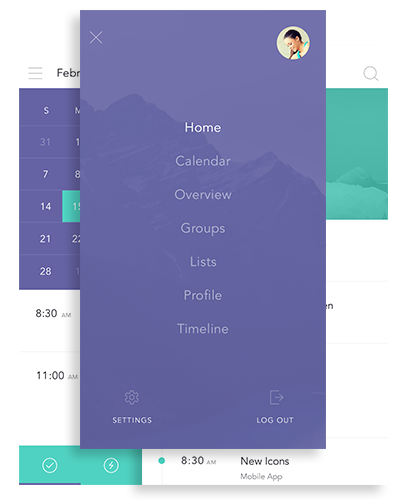 Febr
S M
Home
31 1
Calendar
7 8
Overview
14 15
Groups
21 22
Lists
28 1
Profile
en
8:30 AM
Timeline
11:00 AM
SETTINGS LOG OUT
8:30 AM New Icons
Mobile App